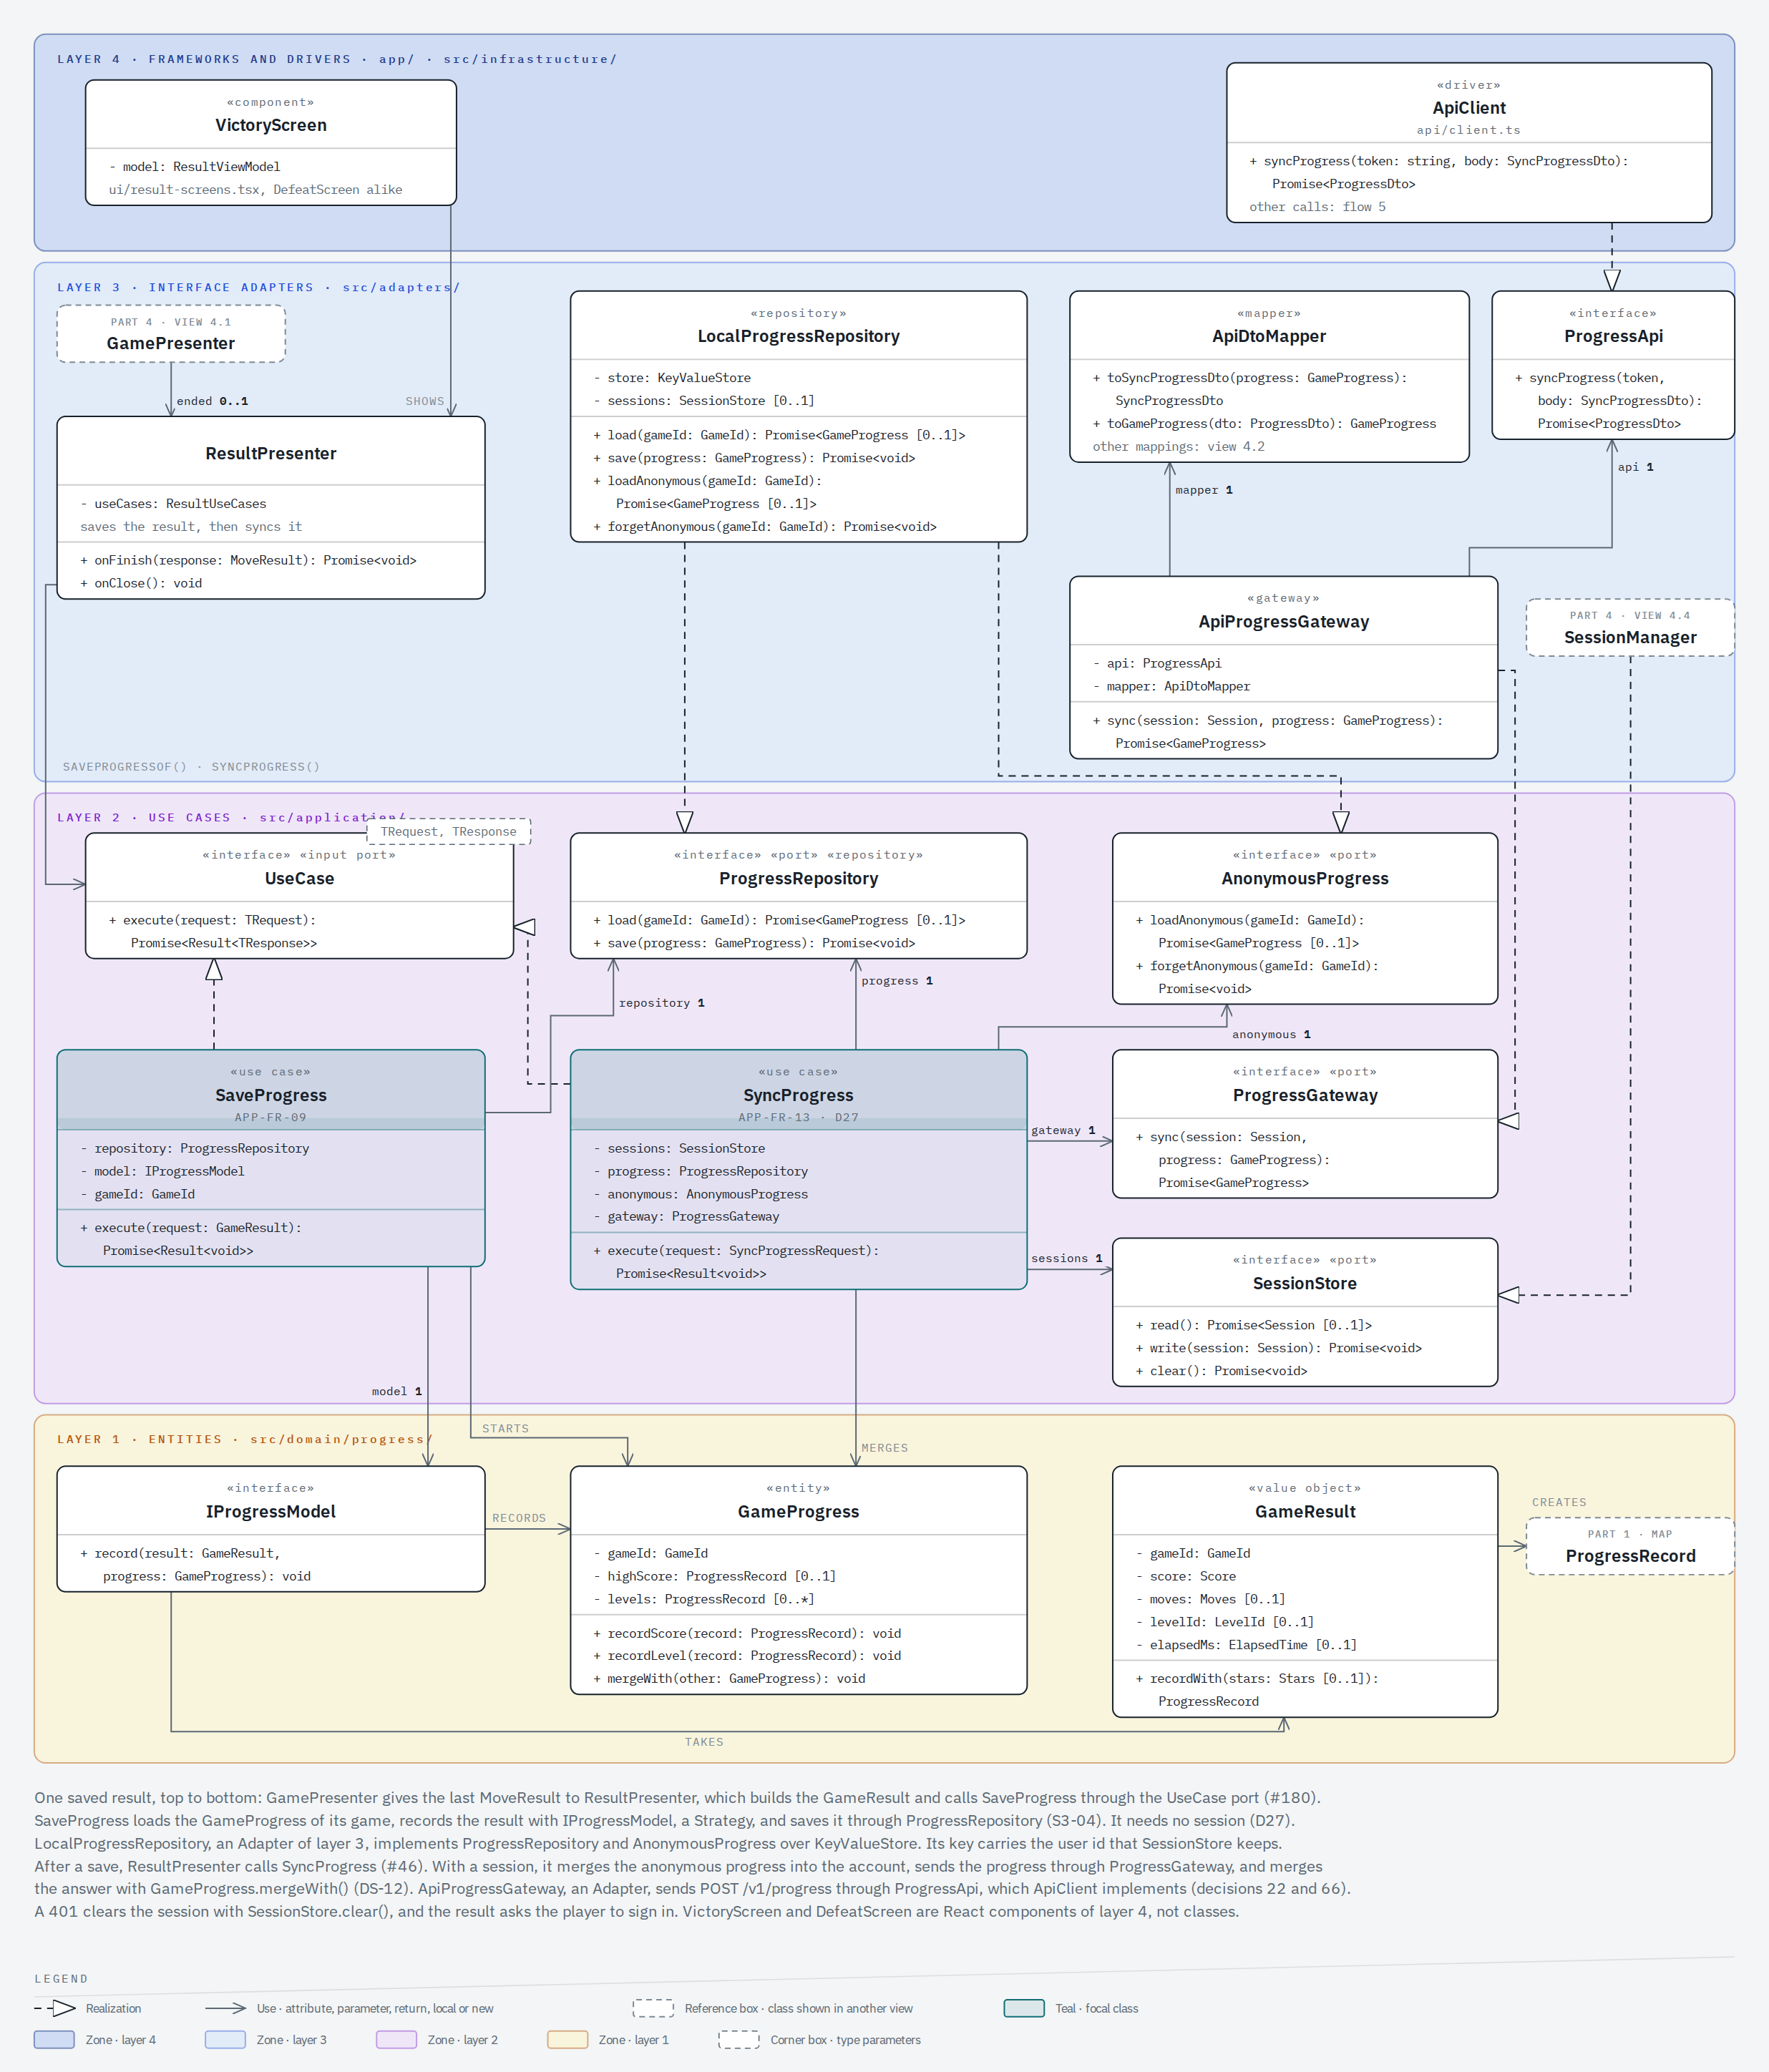 LAYER 4 · FRAMEWORKS AND DRIVERS · app/ · src/infrastructure/
«component»
VictoryScreen
- model: ResultViewModel
ui/result-screens.tsx, DefeatScreen alike
«driver»
ApiClient
api/client.ts
+ syncProgress(token: string, body: SyncProgressDto):
Promise<ProgressDto>
other calls: flow 5
LAYER 3 · INTERFACE ADAPTERS · src/adapters/
PART 4 · VIEW 4.1
GamePresenter
ended 0..1
SHOWS
ResultPresenter
- useCases: ResultUseCases
saves the result, then syncs it
+ onFinish(response: MoveResult): Promise<void>
+ onClose(): void
«repository»
LocalProgressRepository
- store: KeyValueStore
- sessions: SessionStore [0..1]
+ load(gameId: GameId): Promise<GameProgress [0..1]>
+ save(progress: GameProgress): Promise<void>
+ loadAnonymous(gameId: GameId):
Promise<GameProgress [0..1]>
+ forgetAnonymous(gameId: GameId): Promise<void>
«mapper»
ApiDtoMapper
+ toSyncProgressDto(progress: GameProgress):
SyncProgressDto
+ toGameProgress(dto: ProgressDto): GameProgress
other mappings: view 4.2
«interface»
ProgressApi
+ syncProgress(token,
body: SyncProgressDto):
Promise<ProgressDto>
mapper 1
api 1
«gateway»
ApiProgressGateway
- api: ProgressApi
- mapper: ApiDtoMapper
+ sync(session: Session, progress: GameProgress):
Promise<GameProgress>
PART 4 · VIEW 4.4
SessionManager
SAVEPROGRESSOF() · SYNCPROGRESS()
LAYER 2 · USE CASES · src/application/
TRequest, TResponse
«interface» «input port»
UseCase
+ execute(request: TRequest):
Promise<Result<TResponse>>
«interface» «port» «repository»
ProgressRepository
+ load(gameId: GameId): Promise<GameProgress [0..1]>
+ save(progress: GameProgress): Promise<void>
«interface» «port»
AnonymousProgress
+ loadAnonymous(gameId: GameId):
Promise<GameProgress [0..1]>
+ forgetAnonymous(gameId: GameId):
Promise<void>
repository 1
progress 1
anonymous 1
«use case»
SaveProgress
APP-FR-09
- repository: ProgressRepository
- model: IProgressModel
- gameId: GameId
+ execute(request: GameResult):
Promise<Result<void>>
«use case»
SyncProgress
APP-FR-13 · D27
- sessions: SessionStore
- progress: ProgressRepository
- anonymous: AnonymousProgress
- gateway: ProgressGateway
+ execute(request: SyncProgressRequest):
Promise<Result<void>>
gateway 1
sessions 1
«interface» «port»
ProgressGateway
+ sync(session: Session,
progress: GameProgress):
Promise<GameProgress>
«interface» «port»
SessionStore
+ read(): Promise<Session [0..1]>
+ write(session: Session): Promise<void>
+ clear(): Promise<void>
model 1
STARTS
MERGES
LAYER 1 · ENTITIES · src/domain/progress/
«interface»
IProgressModel
+ record(result: GameResult,
progress: GameProgress): void
RECORDS
«entity»
GameProgress
- gameId: GameId
- highScore: ProgressRecord [0..1]
- levels: ProgressRecord [0..*]
+ recordScore(record: ProgressRecord): void
+ recordLevel(record: ProgressRecord): void
+ mergeWith(other: GameProgress): void
«value object»
GameResult
- gameId: GameId
- score: Score
- moves: Moves [0..1]
- levelId: LevelId [0..1]
- elapsedMs: ElapsedTime [0..1]
+ recordWith(stars: Stars [0..1]):
ProgressRecord
CREATES
PART 1 · MAP
ProgressRecord
TAKES
One saved result, top to bottom: GamePresenter gives the last MoveResult to ResultPresenter, which builds the GameResult and calls SaveProgress through the UseCase port (#180).
SaveProgress loads the GameProgress of its game, records the result with IProgressModel, a Strategy, and saves it through ProgressRepository (S3-04). It needs no session (D27).
LocalProgressRepository, an Adapter of layer 3, implements ProgressRepository and AnonymousProgress over KeyValueStore. Its key carries the user id that SessionStore keeps.
After a save, ResultPresenter calls SyncProgress (#46). With a session, it merges the anonymous progress into the account, sends the progress through ProgressGateway, and merges
the answer with GameProgress.mergeWith() (DS-12). ApiProgressGateway, an Adapter, sends POST /v1/progress through ProgressApi, which ApiClient implements (decisions 22 and 66).
A 401 clears the session with SessionStore.clear(), and the result asks the player to sign in. VictoryScreen and DefeatScreen are React components of layer 4, not classes.
LEGEND
Realization
Use · attribute, parameter, return, local or new
Reference box · class shown in another view
Teal · focal class
Zone · layer 4
Zone · layer 3
Zone · layer 2
Zone · layer 1
Corner box · type parameters